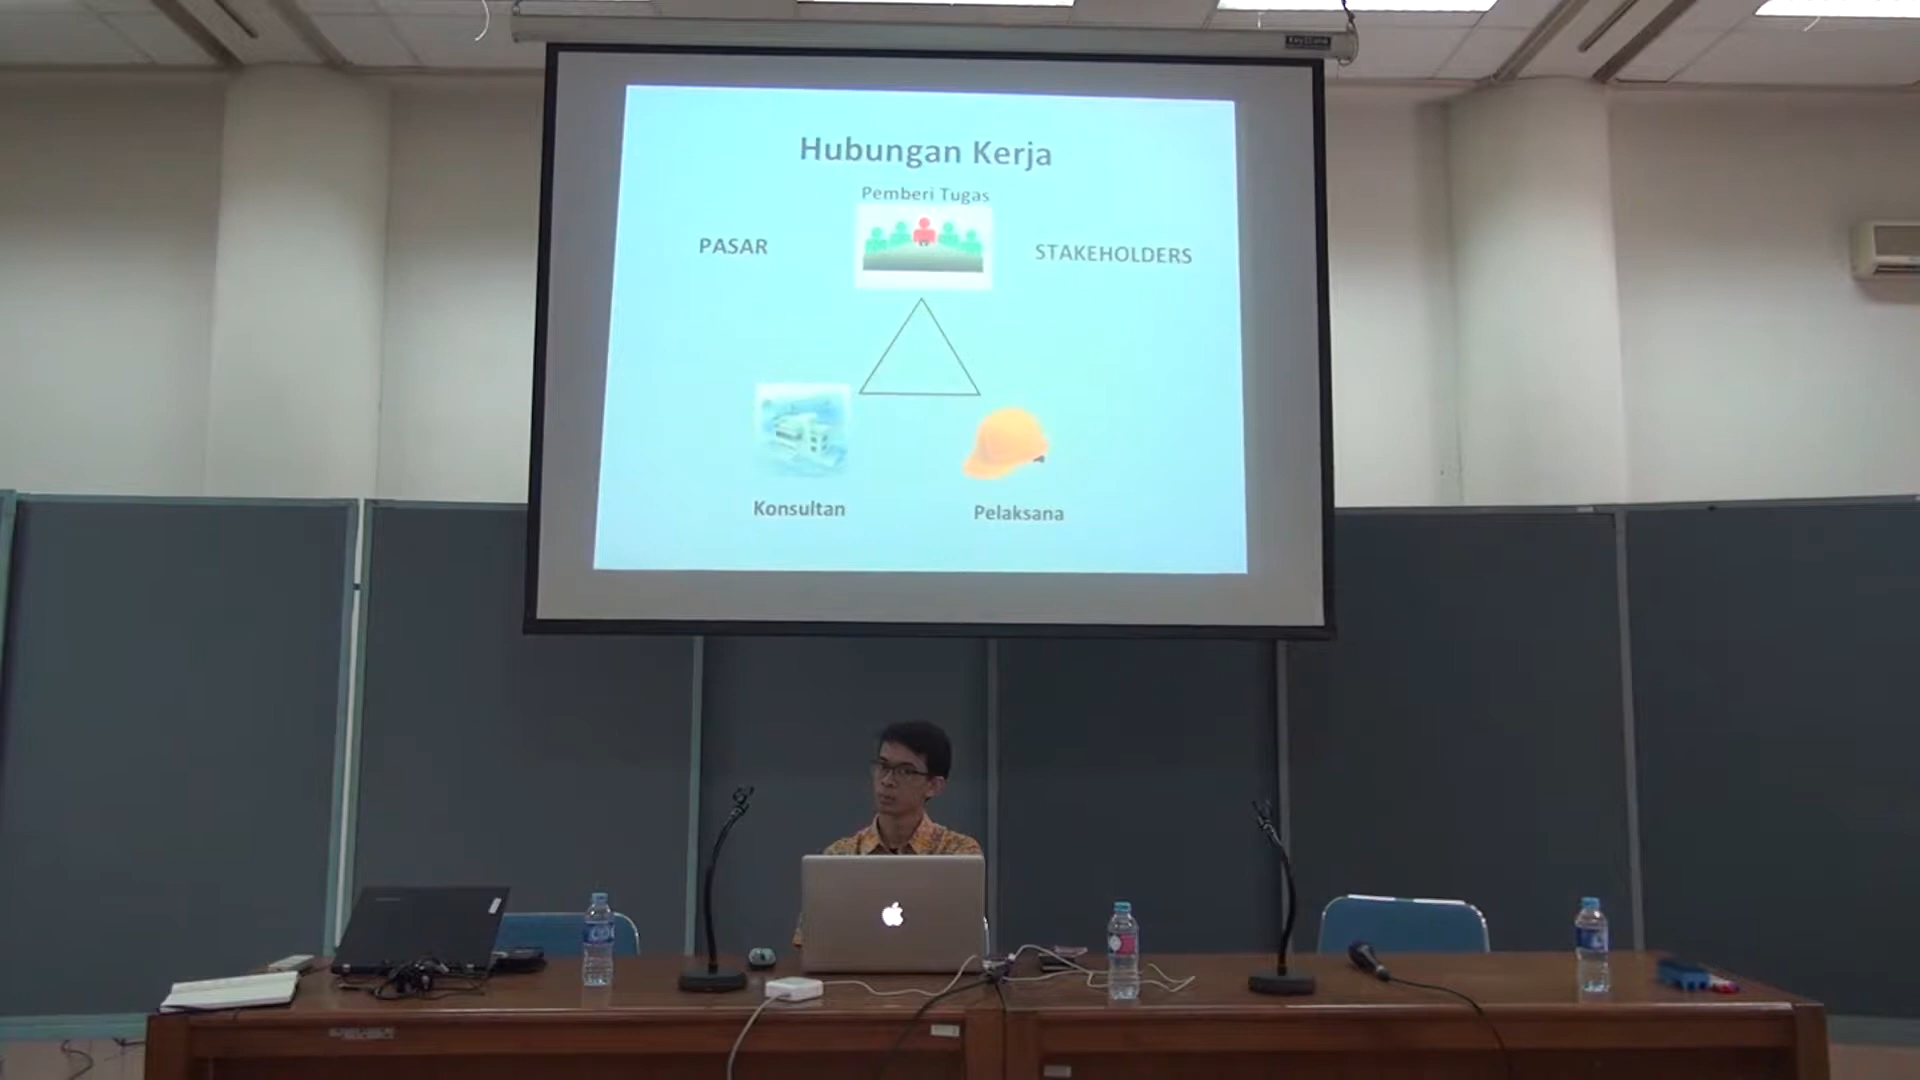 Hubungan Kerja
Pemberi Tugas
PASAR
STAKEHOLDERS
Konsultan
Pelaksana